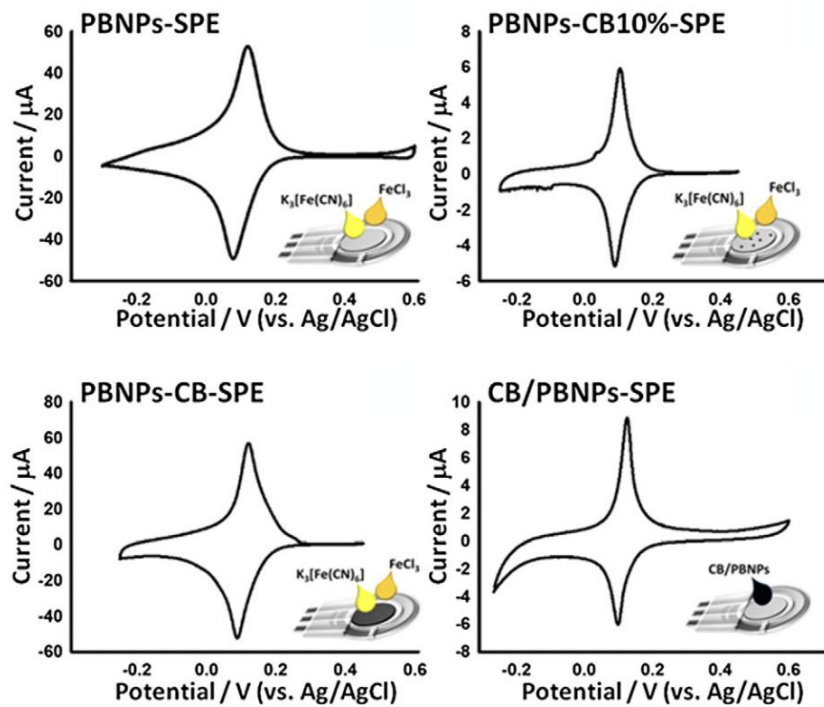 PBNPs-SPE
60
40
20
0
-20
-40
-60
Current / µA
-0.2 0.0 0.2 0.4 0.6
Potential / V (vs. Ag/AgCl)
K₃[Fe(CN)₆]
FeCl₃
PBNPs-CB10%-SPE
8
6
4
2
0
-2
-4
-6
Current / µA
-0.2 0.0 0.2 0.4 0.6
Potential / V (vs. Ag/AgCl)
K₃[Fe(CN)₆]
FeCl₃
PBNPs-CB-SPE
80
60
40
20
0
-20
-40
-60
Current / µA
-0.2 0.0 0.2 0.4 0.6
Potential / V (vs. Ag/AgCl)
K₃[Fe(CN)₆]
FeCl₃
CB/PBNPs-SPE
10
8
6
4
2
0
-2
-4
-6
-8
Current / µA
-0.2 0.0 0.2 0.4 0.6
Potential / V (vs. Ag/AgCl)
CB/PBNPs